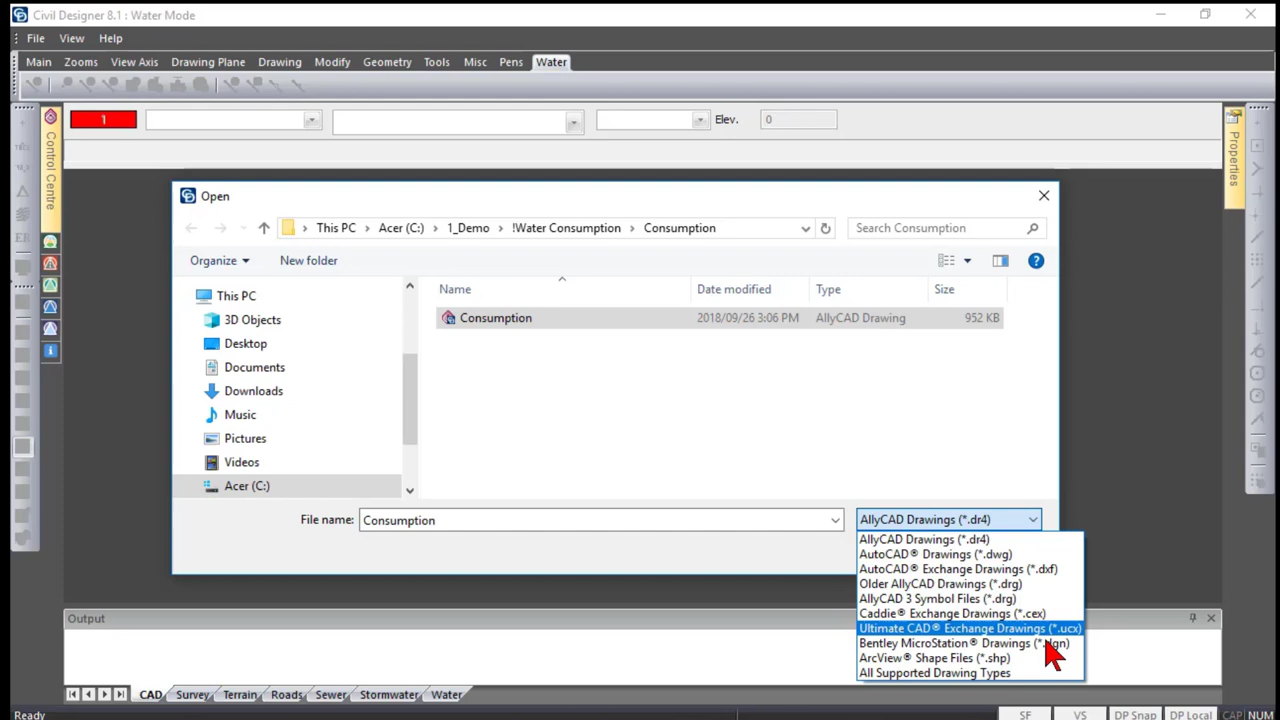 Civil Designer 8.1 : Water Mode
File View Help
Main Zooms View Axis Drawing Plane Drawing Modify Geometry Tools Misc Pens Water
1 Elev. 0
Control Centre
Properties
Open
This PC Acer (C:) 1_Demo !Water Consumption Consumption Search Consumption
Organize New folder
Name Date modified Type Size
This PC
Consumption 2018/09/26 3:06 PM AllyCAD Drawing 952 KB
3D Objects
Desktop
Documents
Downloads
Music
Pictures
Videos
Acer (C:)
File name: Consumption AllyCAD Drawings (*.dr4)
AllyCAD Drawings (*.dr4)
AutoCAD® Drawings (*.dwg)
AutoCAD® Exchange Drawings (*.dxf)
Older AllyCAD Drawings (*.drg)
AllyCAD 3 Symbol Files (*.drg)
Caddie® Exchange Drawings (*.cex)
Ultimate CAD® Exchange Drawings (*.ucx)
Bentley MicroStation® Drawings (*.dgn)
ArcView® Shape Files (*.shp)
All Supported Drawing Types
Output
CAD Survey Terrain Roads Sewer Stormwater Water
Ready SF VS DP Snap DP Local CAP NUM